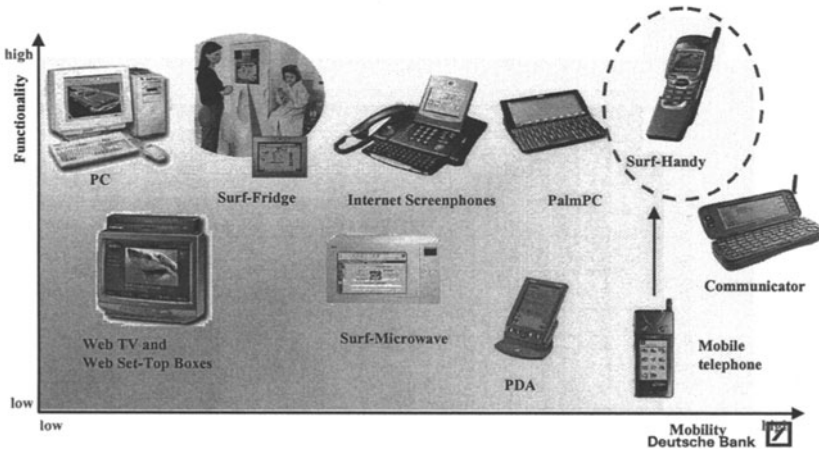 high
Functionality
PC
Surf-Fridge
Internet Screenphones
PalmPC
Surf-Handy
Communicator
Web TV and
Web Set-Top Boxes
Surf-Microwave
PDA
Mobile
telephone
low
low
Mobility
high
Deutsche Bank